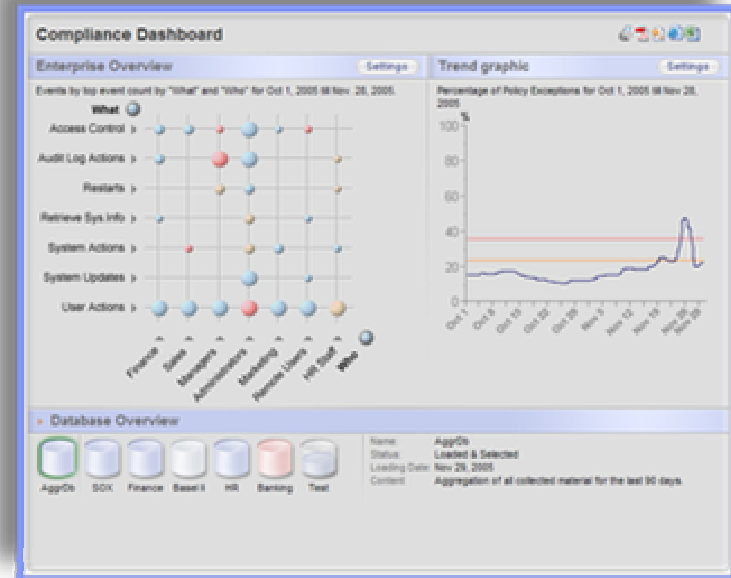 Compliance Dashboard
Enterprise Overview
Settings
Trend graphic
Settings
Events by top event count by "What" and "Who" for Oct 1, 2005 till Nov. 28, 2005.
Percentage of Policy Exceptions for Oct 1, 2005 till Nov 28,
2005
What
Access Control
Audit Log Actions
Restarts
Retrieve Sys.Info
System Actions
System Updates
User Actions
Finance
Sales
Managers
Administrators
Marketing
Remote Users
HR Staff
Who
%
100
80
60
40
20
0
Oct 1
Nov 12
Database Overview
AggrDb
SOX
Finance
Basel II
HR
Banking
Test
Name: AggrDb
Status: Loaded & Selected
Loading Date: Nov 29, 2005
Content: Aggregation of all collected material for the last 90 days.